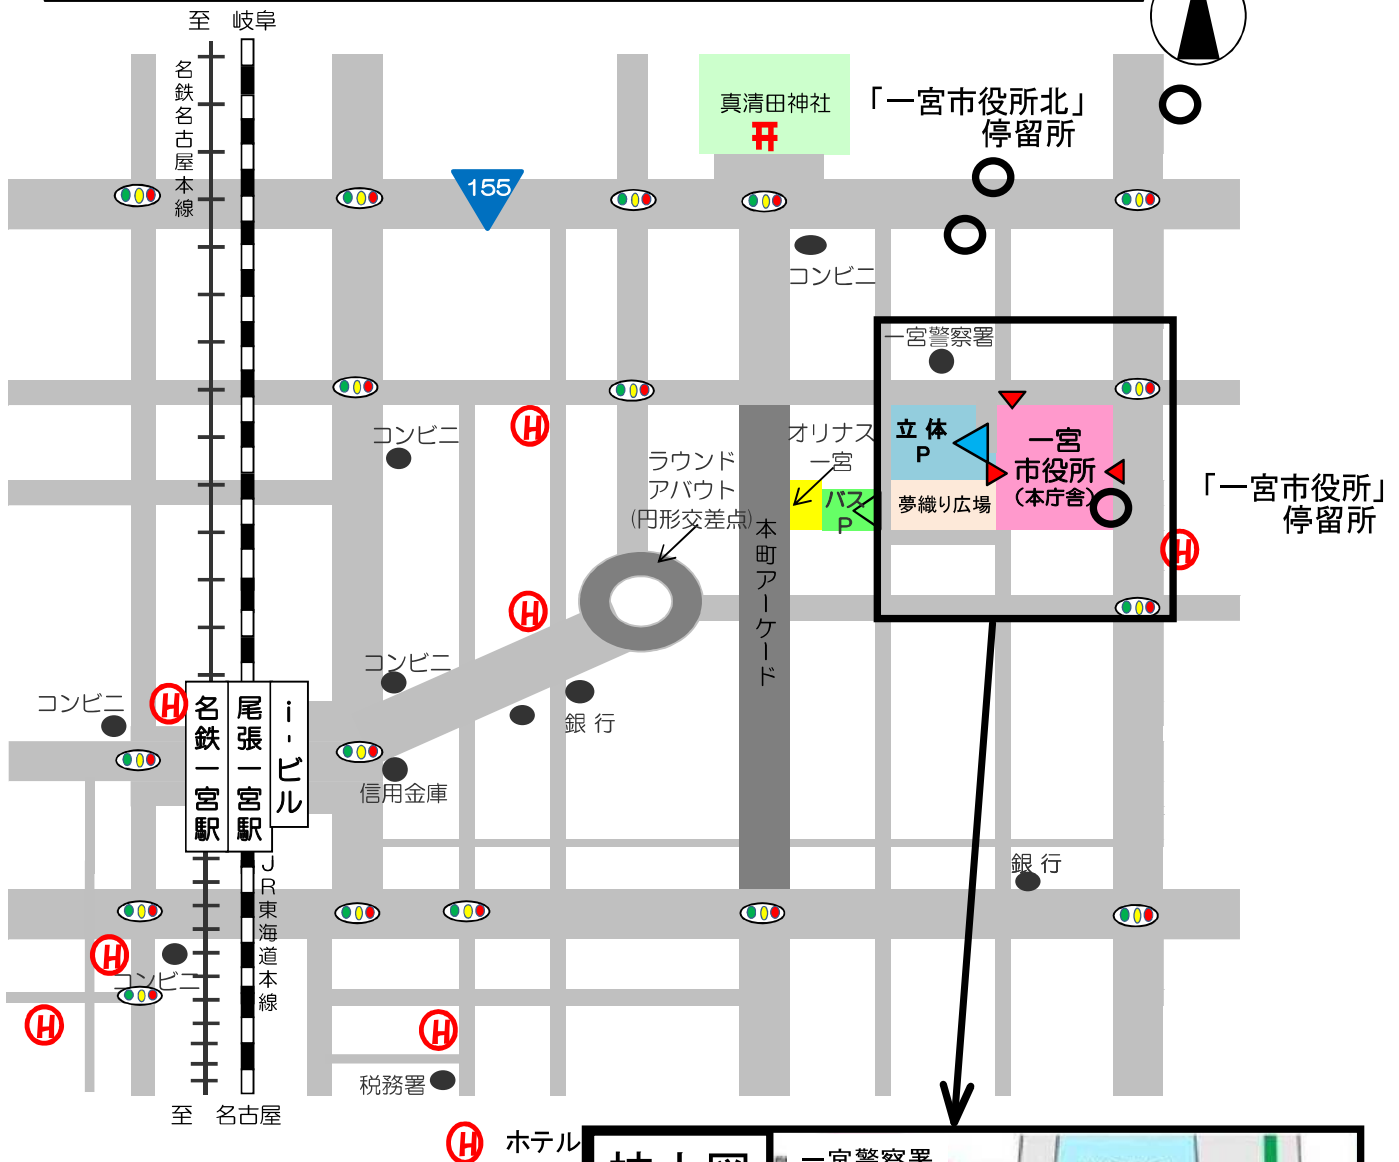 至 岐阜
名鉄名古屋本線
真清田神社
「一宮市役所北」
停留所
155
コンビニ
一宮警察署
コンビニ
オリナス
一宮
立 体
P
一宮
市役所
（本庁舎）
ラウンド
アバウト
(円形交差点)
バス
P
夢織り広場
「一宮市役所」
停留所
本町アーケード
コンビニ
コンビニ
名鉄一宮駅
尾張一宮駅
i-ビル
銀 行
信用金庫
銀 行
JR東海道本線
コンビニ
税務署
至 名古屋
H ホテル
拡大図
一宮警察署